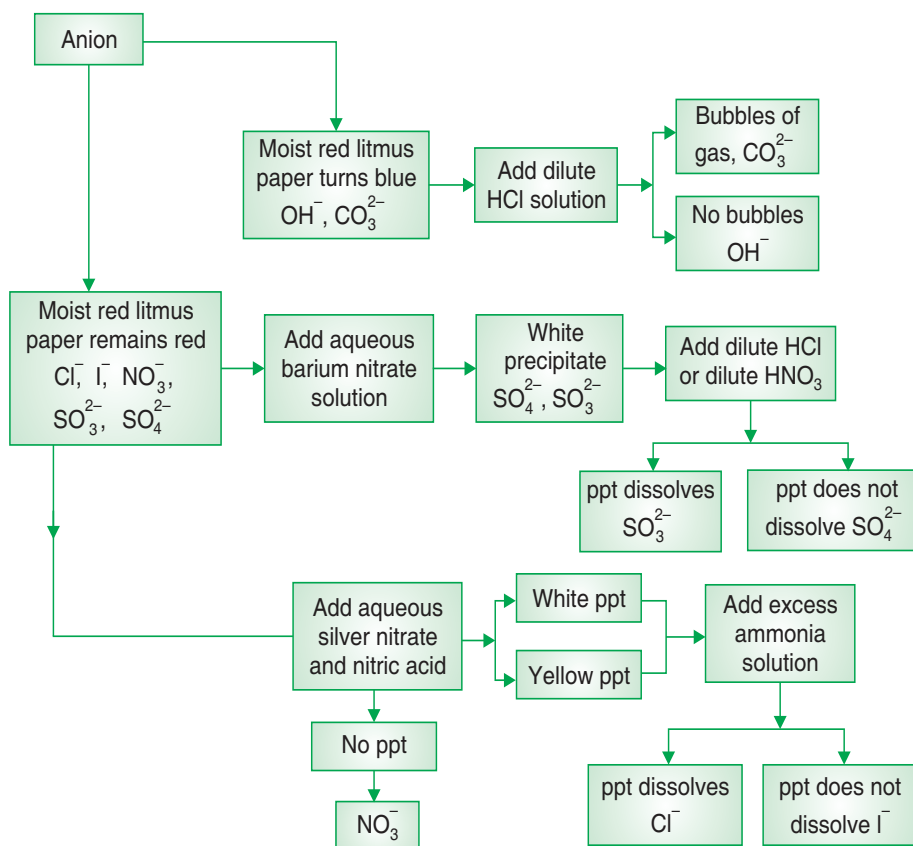 Anion
Moist red litmus
paper turns blue
OH⁻, CO₃²⁻
Add dilute
HCl solution
Bubbles of
gas, CO₃²⁻
No bubbles
OH⁻
Moist red litmus
paper remains red
Cl⁻, I⁻, NO₃⁻,
SO₃²⁻, SO₄²⁻
Add aqueous
barium nitrate
solution
White
precipitate
SO₄²⁻, SO₃²⁻
Add dilute HCl
or dilute HNO₃
ppt dissolves
SO₃²⁻
ppt does not
dissolve SO₄²⁻
Add aqueous
silver nitrate
and nitric acid
White ppt
Yellow ppt
Add excess
ammonia
solution
No ppt
NO₃⁻
ppt dissolves
Cl⁻
ppt does not
dissolve I⁻